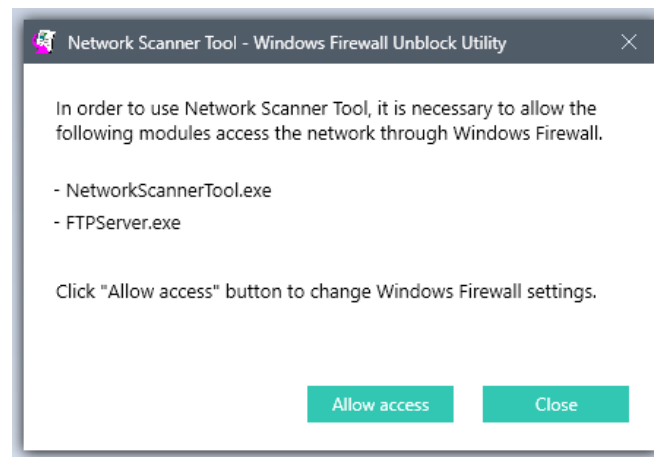 Network Scanner Tool - Windows Firewall Unblock Utility
In order to use Network Scanner Tool, it is necessary to allow the
following modules access the network through Windows Firewall.
- NetworkScannerTool.exe
- FTPServer.exe
Click "Allow access" button to change Windows Firewall settings.
Allow access
Close